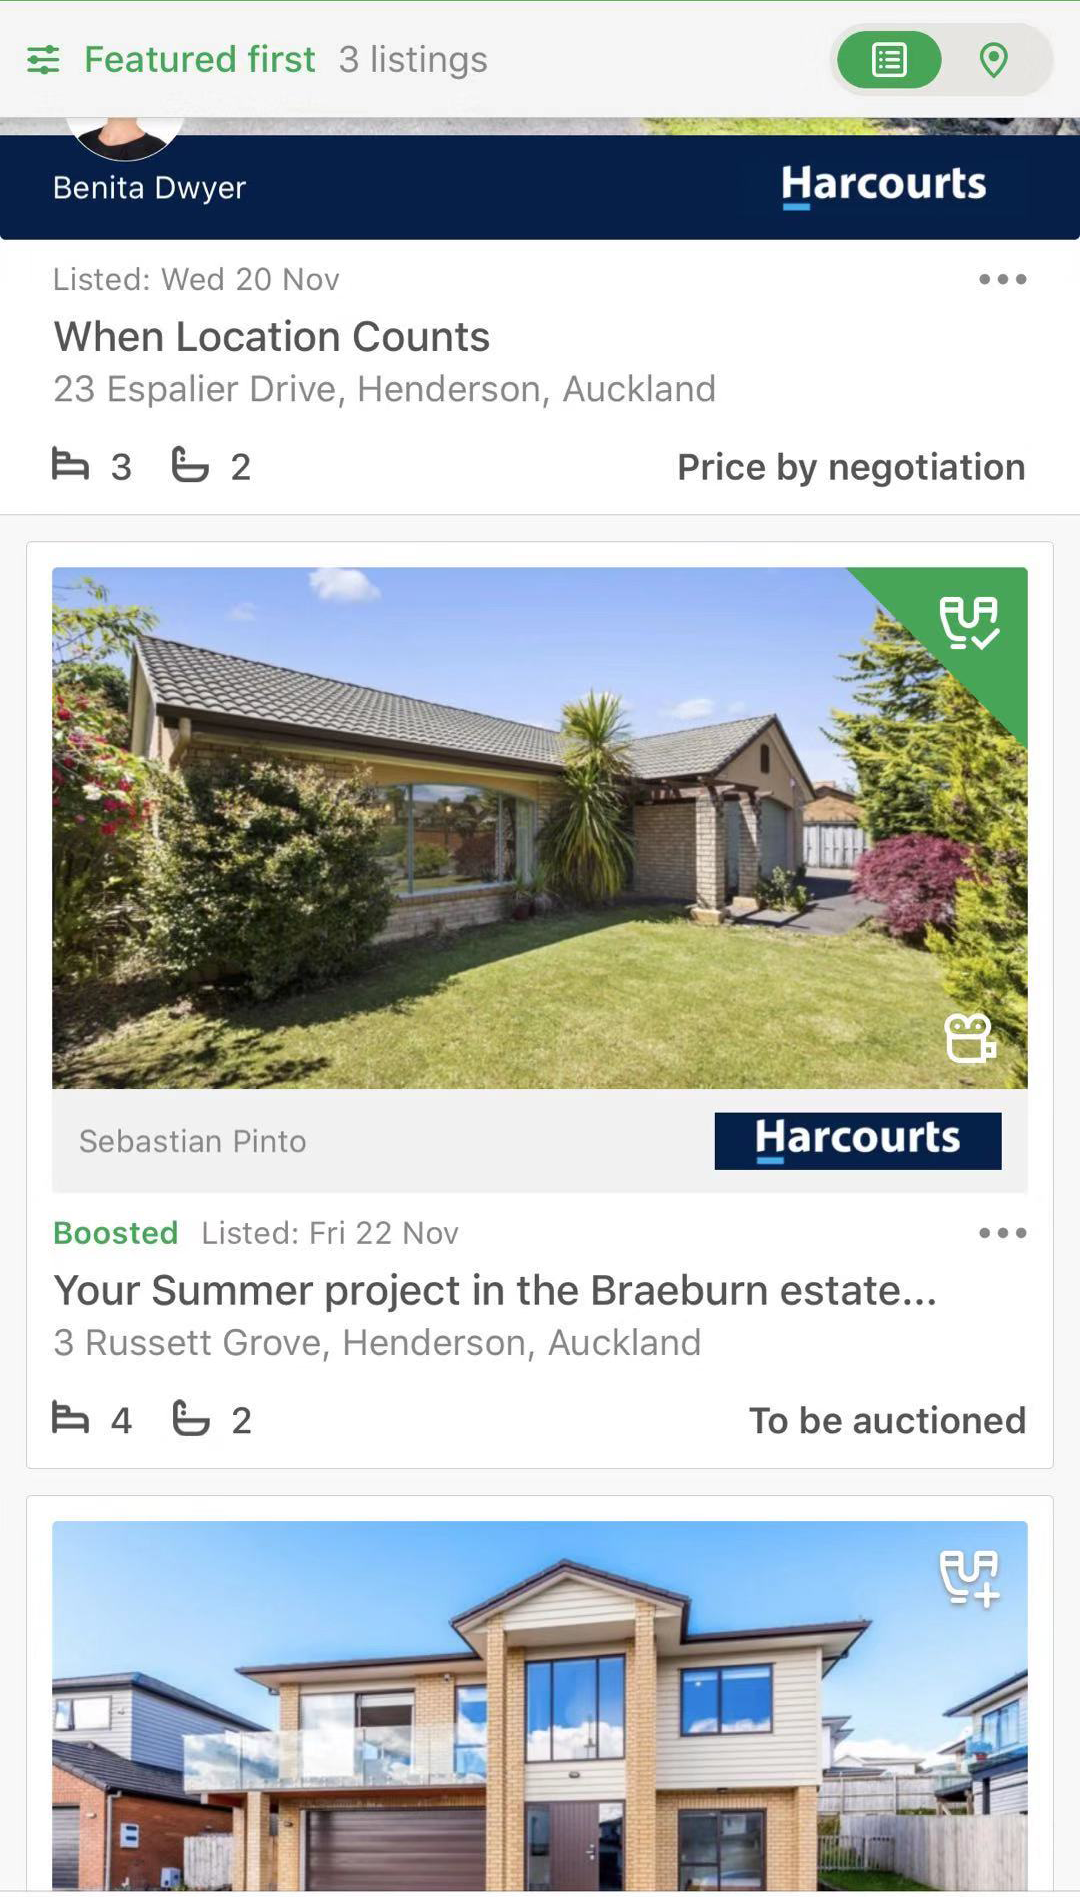 Featured first 3 listings
Benita Dwyer
Harcourts
Listed: Wed 20 Nov
When Location Counts
23 Espalier Drive, Henderson, Auckland
3 2 Price by negotiation
Sebastian Pinto
Harcourts
Boosted Listed: Fri 22 Nov
Your Summer project in the Braeburn estate...
3 Russett Grove, Henderson, Auckland
4 2 To be auctioned